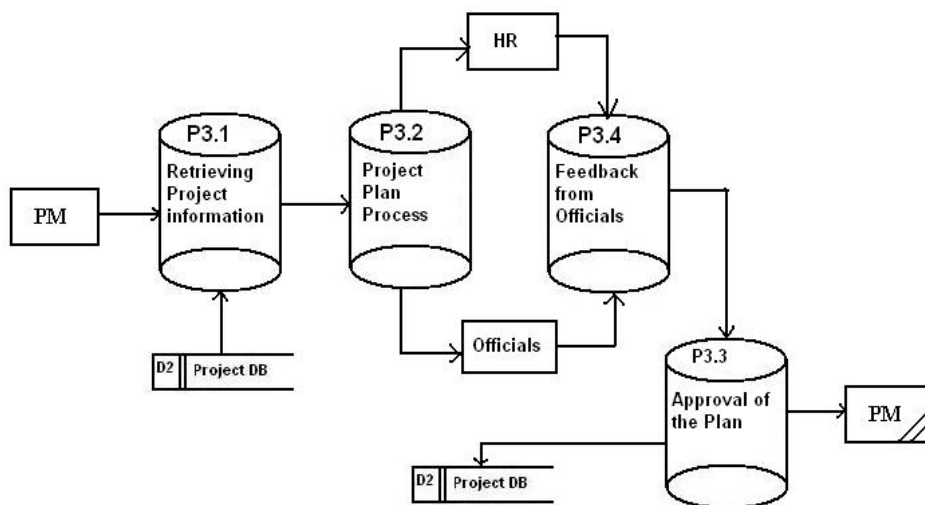 HR
P3.1
Retrieving
Project
information
P3.2
Project
Plan
Process
P3.4
Feedback
from
Officials
PM
Officials
D2 Project DB
P3.3
Approval of
the Plan
PM
D2 Project DB